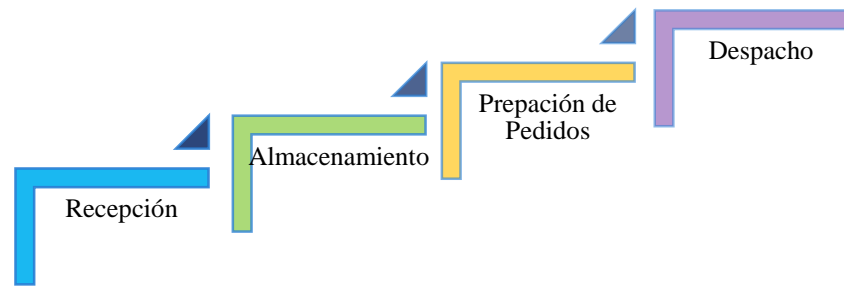 Recepción
Almacenamiento
Prepación de
Pedidos
Despacho